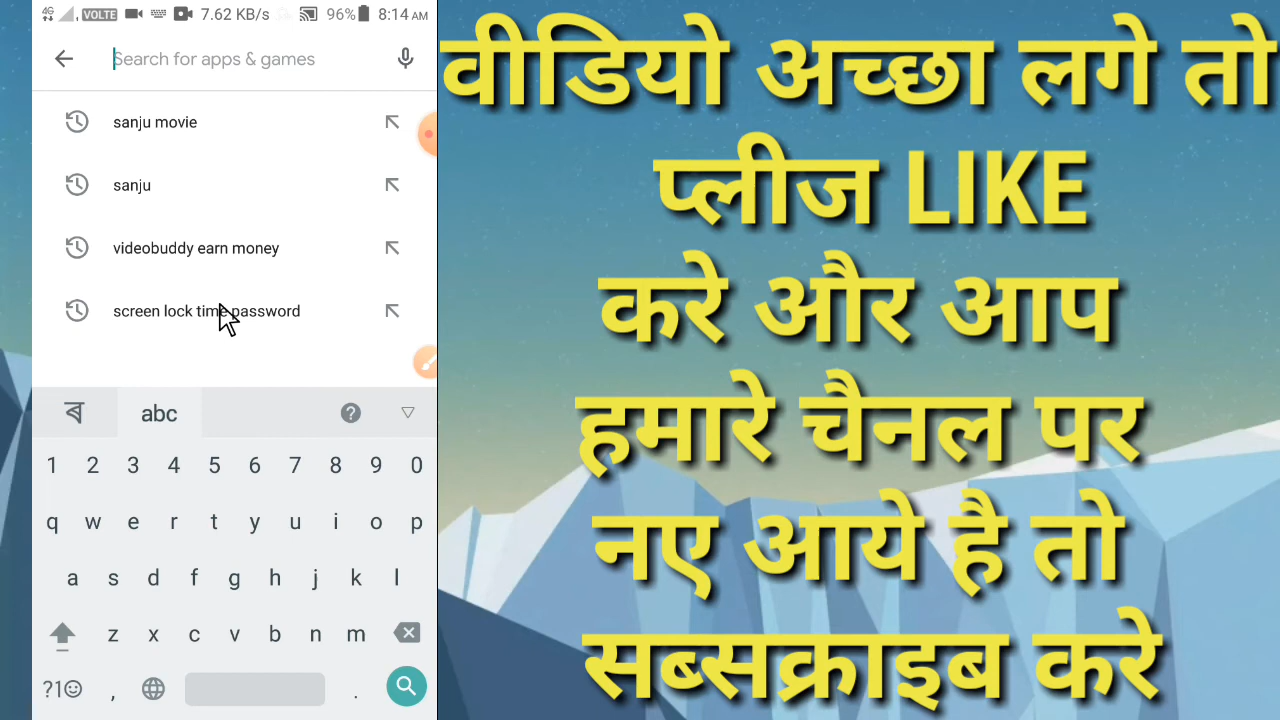 4G VOLTE 7.62 KB/s 96% 8:14 AM
Search for apps & games
sanju movie
sanju
videobuddy earn money
screen lock time password
ব abc ?
1 2 3 4 5 6 7 8 9 0
q w e r t y u i o p
a s d f g h j k l
z x c v b n m
?1☺ , .
वीडियो अच्छा लगे तो
प्लीज LIKE
करे और आप
हमारे चैनल पर
नए आये है तो
सब्सक्राइब करे